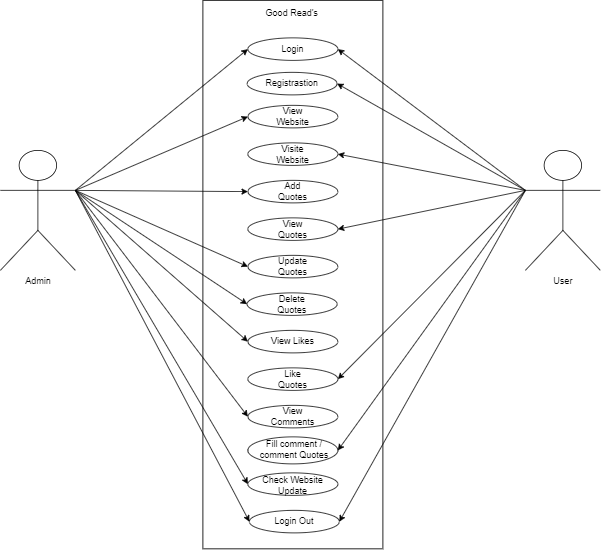 Good Read's
Login
Registrastion
View
Website
Visite
Website
Add
Quotes
View
Quotes
Update
Quotes
Delete
Quotes
View Likes
Like
Quotes
View
Comments
Fill comment /
comment Quotes
Check Website
Update
Login Out
Admin
User